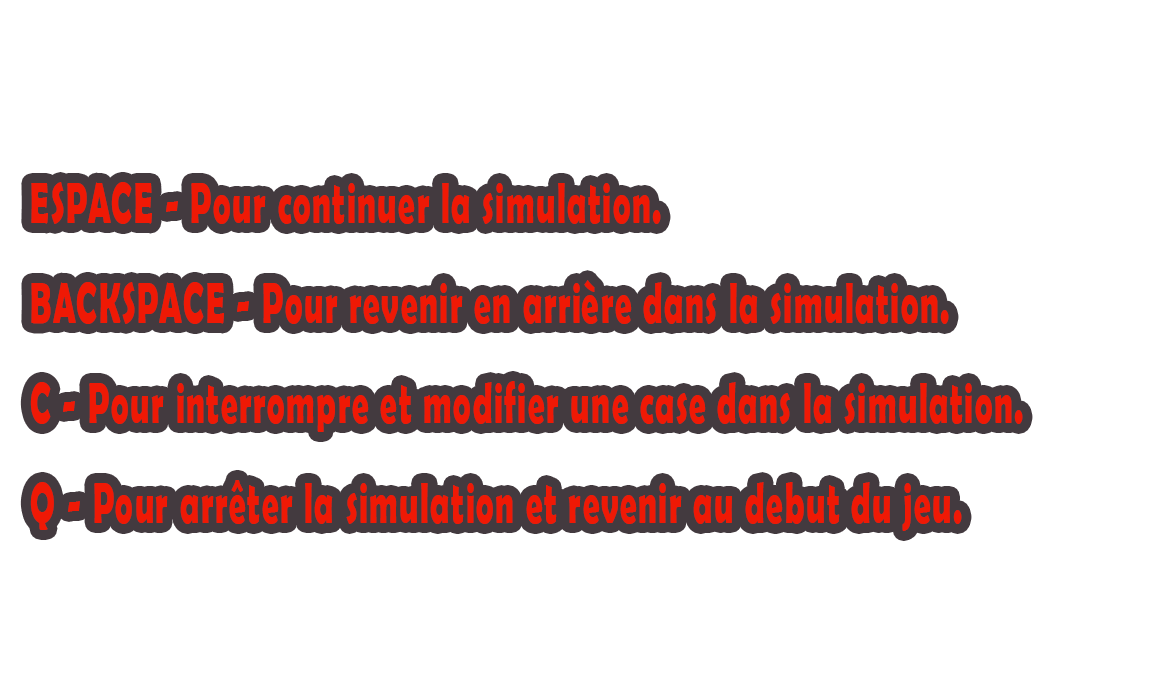 ESPACE - Pour continuer la simulation.
BACKSPACE - Pour revenir en arrière dans la simulation.
C - Pour interrompre et modifier une case dans la simulation.
Q - Pour arrêter la simulation et revenir au debut du jeu.